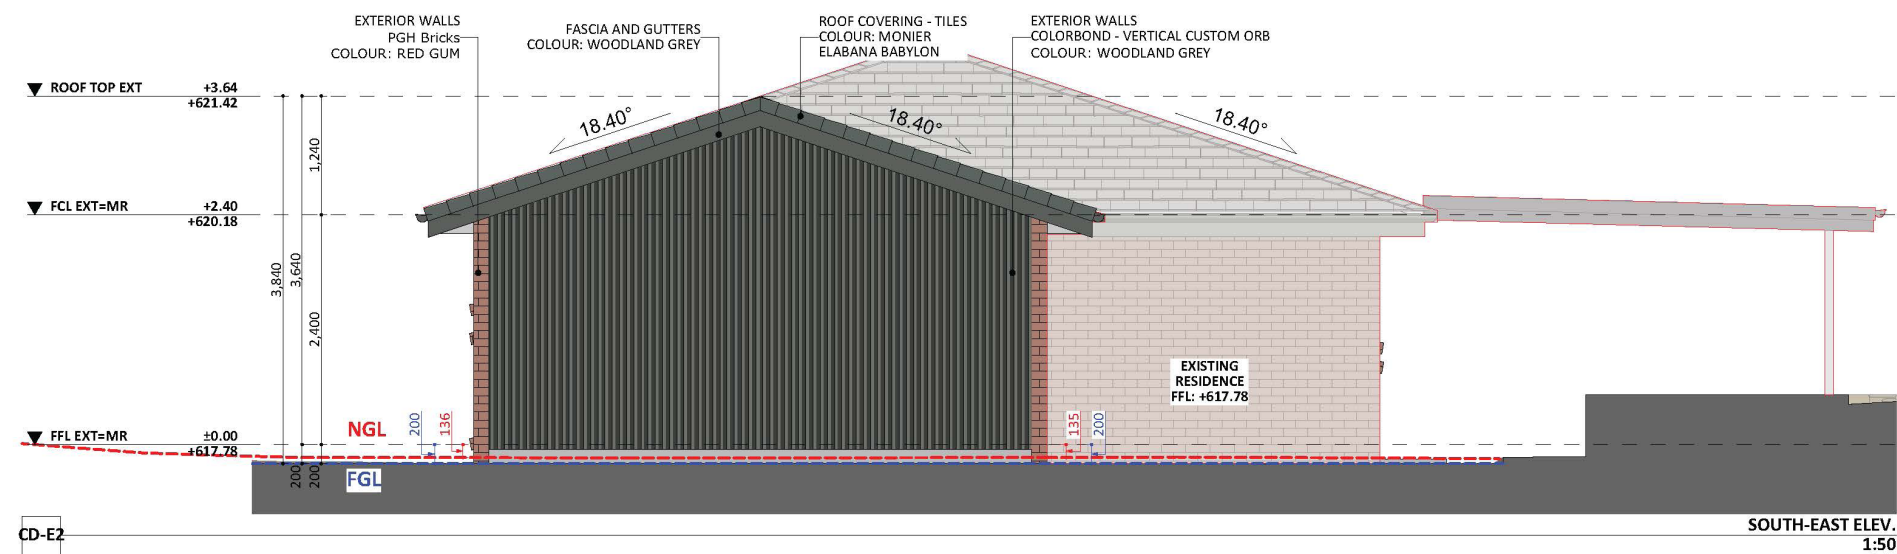 EXTERIOR WALLS
PGH Bricks
COLOUR: RED GUM
FASCIA AND GUTTERS
COLOUR: WOODLAND GREY
ROOF COVERING - TILES
COLOUR: MONIER
ELABANA BABYLON
EXTERIOR WALLS
COLORBOND - VERTICAL CUSTOM ORB
COLOUR: WOODLAND GREY
ROOF TOP EXT +3.64
+621.42
18.40°
18.40°
18.40°
1,240
FCL EXT=MR +2.40
+620.18
3,840
3,640
2,400
EXISTING
RESIDENCE
FFL: +617.78
NGL
200
136
135
200
FFL EXT=MR ±0.00
+617.78
200
200
FGL
CD-E2
SOUTH-EAST ELEV.
1:50